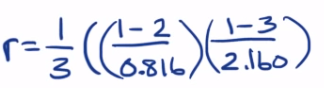 r = 1/3 ((1-2/0.816)(1-3/2.160)